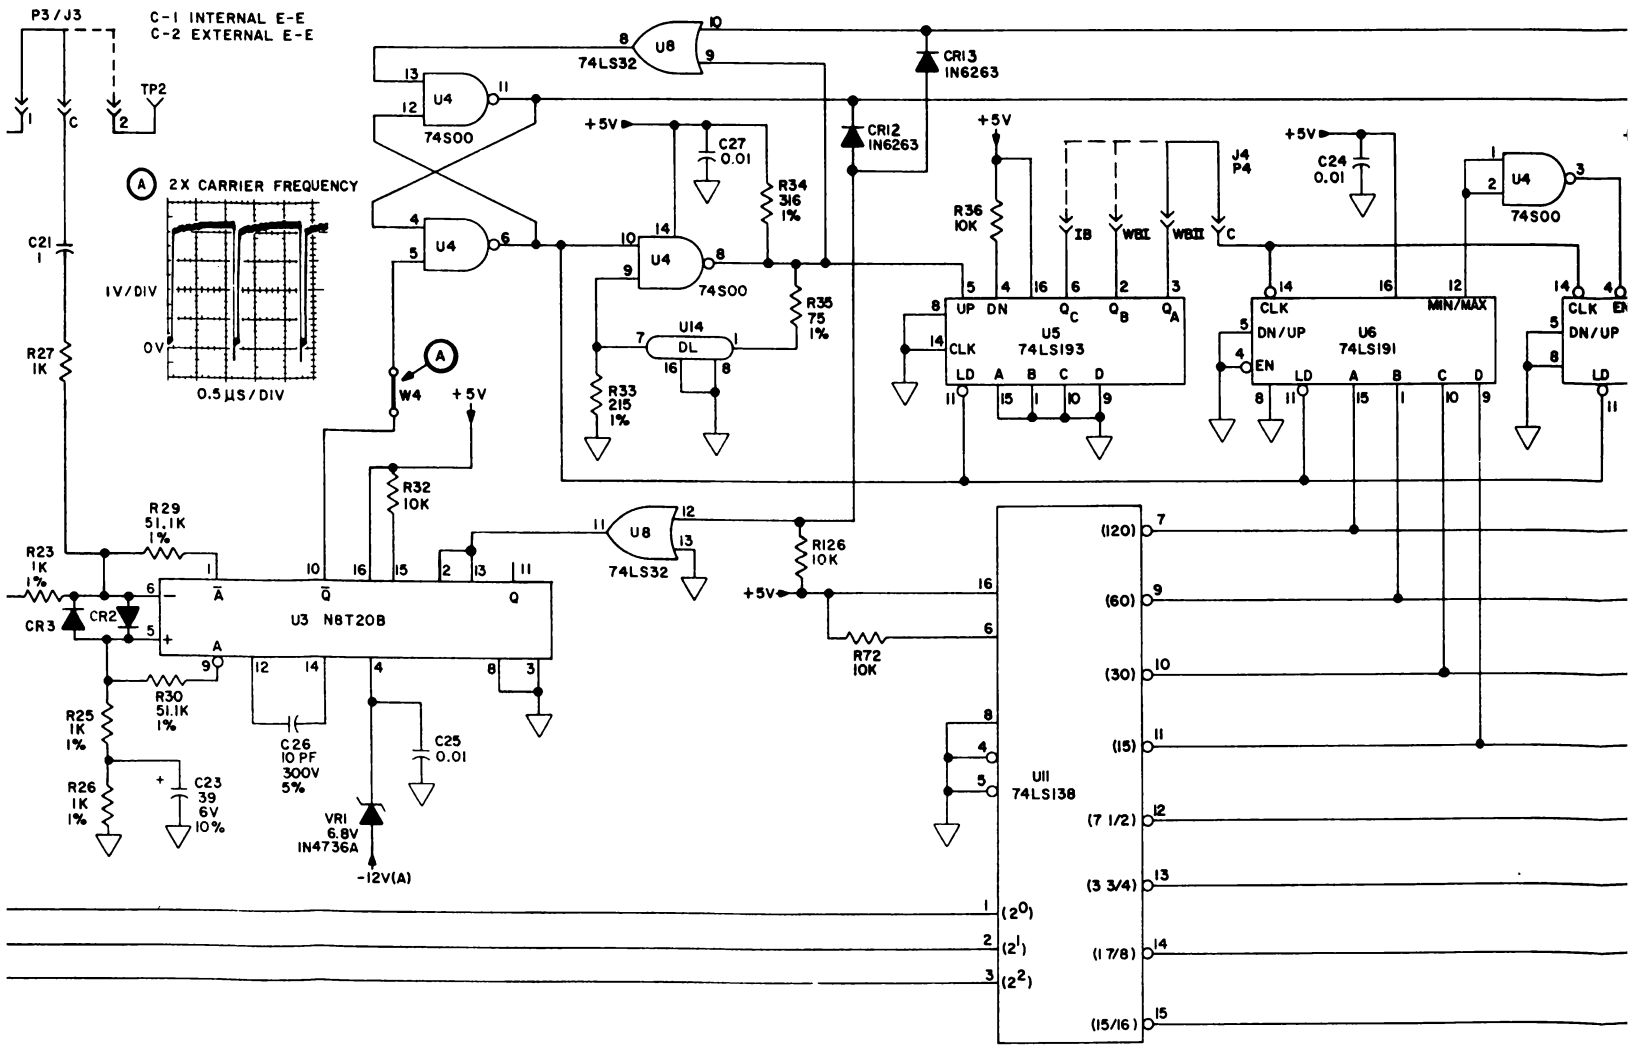 P3/J3
C-1 INTERNAL E-E
C-2 EXTERNAL E-E
1
C
2
TP2
C21
1
R27
1K
A
2X CARRIER FREQUENCY
1V/DIV
0V
0.5 µS/DIV
13
12
11
U4
74S00
8
U8
74LS32
10
9
CR13
IN6263
CR12
IN6263
4
5
6
U4
+5V
C27
0.01
R34
316
1%
14
10
9
8
U4
74S00
R35
75
1%
U14
7
DL
1
16
8
R33
215
1%
A
W4
+5V
R32
10K
+5V
R36
10K
IB
WBI
WBII
C
J4
P4
5
4
16
6
2
3
8
UP
DN
QC
QB
QA
14
CLK
U5
74LS193
LD
A
B
C
D
11
15
1
10
9
+5V
C24
0.01
1
2
3
U4
74S00
14
16
12
CLK
MIN/MAX
5
DN/UP
U6
74LS191
4
EN
LD
A
B
C
D
8
11
15
1
10
9
14
4
CLK
EN
5
DN/UP
8
LD
11
R29
51.1K
1%
R23
1K
1%
CR3
CR2
1
10
16
15
2
13
11
6
-
A
Q
Q
5
+
U3 N8T20B
A
9
12
14
4
8
3
R30
51.1K
1%
R25
1K
1%
R26
1K
1%
+
C23
39
6V
10%
C26
10 PF
300V
5%
C25
0.01
VR1
6.8V
IN4736A
-12V(A)
11
U8
12
13
74LS32
R126
10K
+5V
R72
10K
16
6
8
4
5
U11
74LS138
(120)
7
(60)
9
(30)
10
(15)
11
(7 1/2)
12
(3 3/4)
13
(1 7/8)
14
(15/16)
15
1
(2⁰)
2
(2¹)
3
(2²)